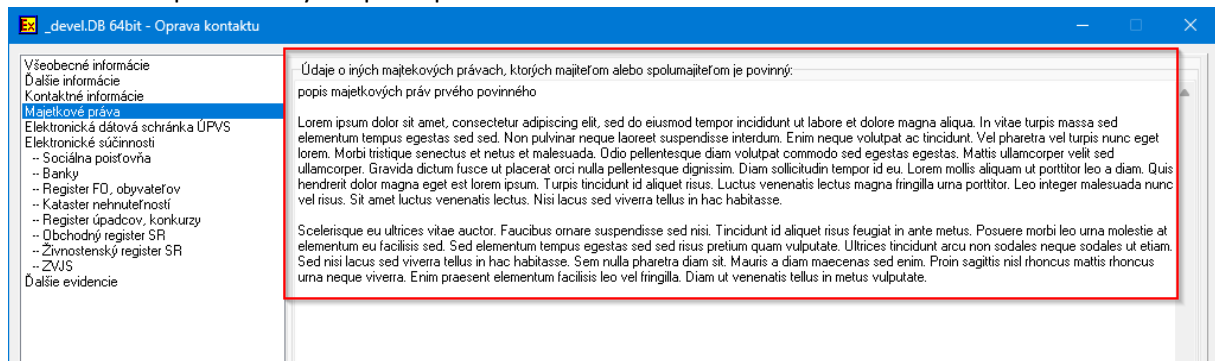 _devel.DB 64bit - Oprava kontaktu
Všeobecné informácie
Ďalšie informácie
Kontaktné informácie
Majetkové práva
Elektronická dátová schránka ÚPVS
Elektronické súčinnosti
-- Sociálna poisťovňa
-- Banky
-- Register FO, obyvateľov
-- Kataster nehnuteľností
-- Register úpadcov, konkurzy
-- Obchodný register SR
-- Živnostenský register SR
-- ZVJS
Ďalšie evidencie
Údaje o iných majtekových právach, ktorých majiteľom alebo spolumajiteľom je povinný:
popis majetkových práv prvého povinného
Lorem ipsum dolor sit amet, consectetur adipiscing elit, sed do eiusmod tempor incididunt ut labore et dolore magna aliqua. In vitae turpis massa sed
elementum tempus egestas sed sed. Non pulvinar neque laoreet suspendisse interdum. Enim neque volutpat ac tincidunt. Vel pharetra vel turpis nunc eget
lorem. Morbi tristique senectus et netus et malesuada. Odio pellentesque diam volutpat commodo sed egestas egestas. Mattis ullamcorper velit sed
ullamcorper. Gravida dictum fusce ut placerat orci nulla pellentesque dignissim. Diam sollicitudin tempor id eu. Lorem mollis aliquam ut porttitor leo a diam. Quis
hendrerit dolor magna eget est lorem ipsum. Turpis tincidunt id aliquet risus. Luctus venenatis lectus magna fringilla urna porttitor. Leo integer malesuada nunc
vel risus. Sit amet luctus venenatis lectus. Nisi lacus sed viverra tellus in hac habitasse.
Scelerisque eu ultrices vitae auctor. Faucibus ornare suspendisse sed nisi. Tincidunt id aliquet risus feugiat in ante metus. Posuere morbi leo urna molestie at
elementum eu facilisis sed. Sed elementum tempus egestas sed sed risus pretium quam vulputate. Ultrices tincidunt arcu non sodales neque sodales ut etiam.
Sed nisi lacus sed viverra tellus in hac habitasse. Sem nulla pharetra diam sit. Mauris a diam maecenas sed enim. Proin sagittis nisl rhoncus mattis rhoncus
urna neque viverra. Enim praesent elementum facilisis leo vel fringilla. Diam ut venenatis tellus in metus vulputate.